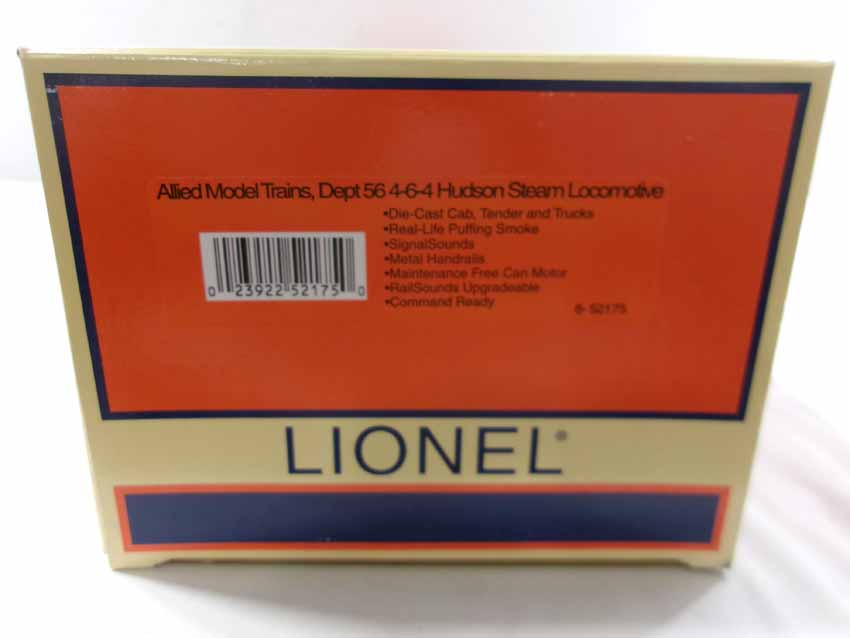 Allied Model Trains, Dept 56 4-6-4 Hudson Steam Locomotive
•Die-Cast Cab, Tender and Trucks
•Real-Life Puffing Smoke
•SignalSounds
•Metal Handrails
•Maintenance Free Can Motor
•RailSounds Upgradeable
•Command Ready
0 23922 52175 0
6- 52175
LIONEL®